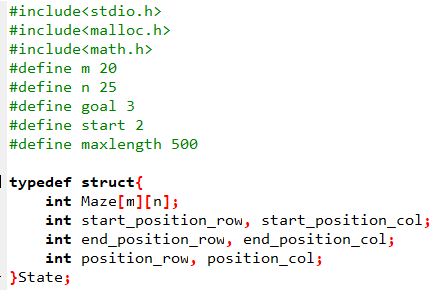 #include<stdio.h>
#include<malloc.h>
#include<math.h>
#define m 20
#define n 25
#define goal 3
#define start 2
#define maxlength 500
typedef struct{
    int Maze[m][n];
    int start_position_row, start_position_col;
    int end_position_row, end_position_col;
    int position_row, position_col;
}State;